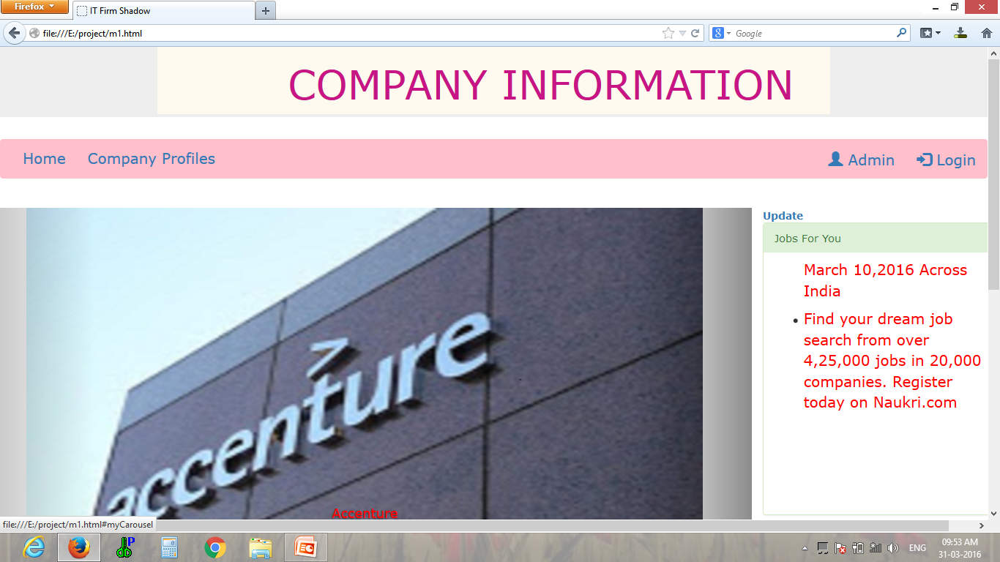 Firefox
IT Firm Shadow
file:///E:/project/m1.html
Google
COMPANY INFORMATION
Home
Company Profiles
Admin
Login
accenture
>
Accenture
Update
Jobs For You
March 10,2016 Across
India
Find your dream job
search from over
4,25,000 jobs in 20,000
companies. Register
today on Naukri.com
file:///E:/project/m1.html#myCarousel
ENG
09:53 AM
31-03-2016